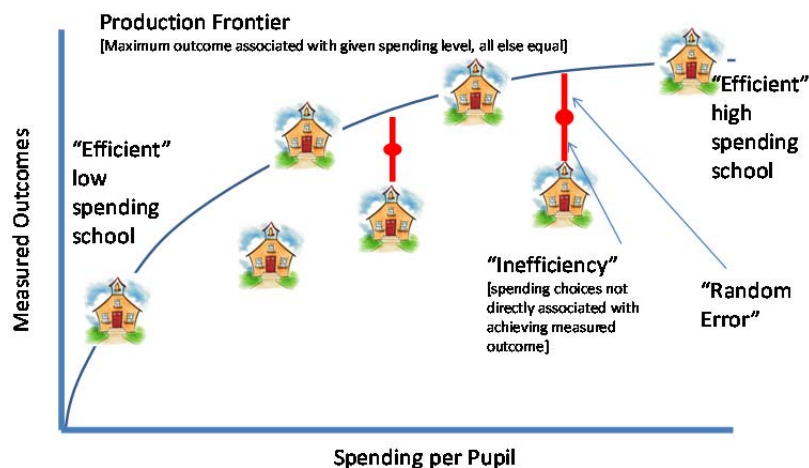 Production Frontier
[Maximum outcome associated with given spending level, all else equal]
“Efficient”
high
spending
school
“Efficient”
low
spending
school
Measured Outcomes
“Inefficiency”
[spending choices not
directly associated with
achieving measured
outcome]
“Random
Error”
Spending per Pupil